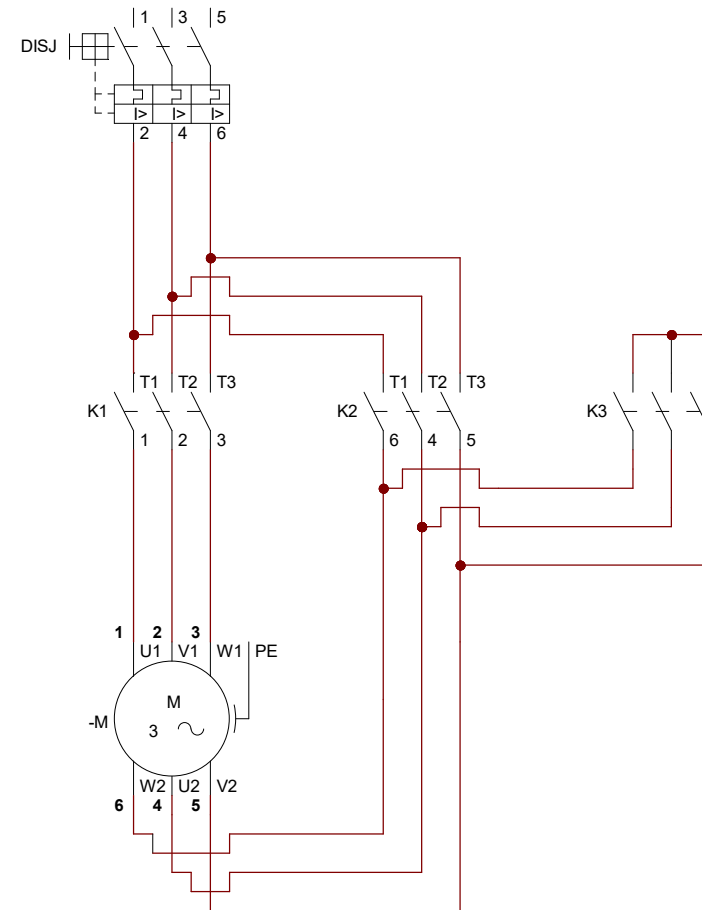 1 3 5
DISJ
I> I> I>
2 4 6
T1 T2 T3 T1 T2 T3
K1 K2 K3
1 2 3 6 4 5
1 2 3
U1 V1 W1 PE
M
-M
3
W2 U2 V2
6 4 5